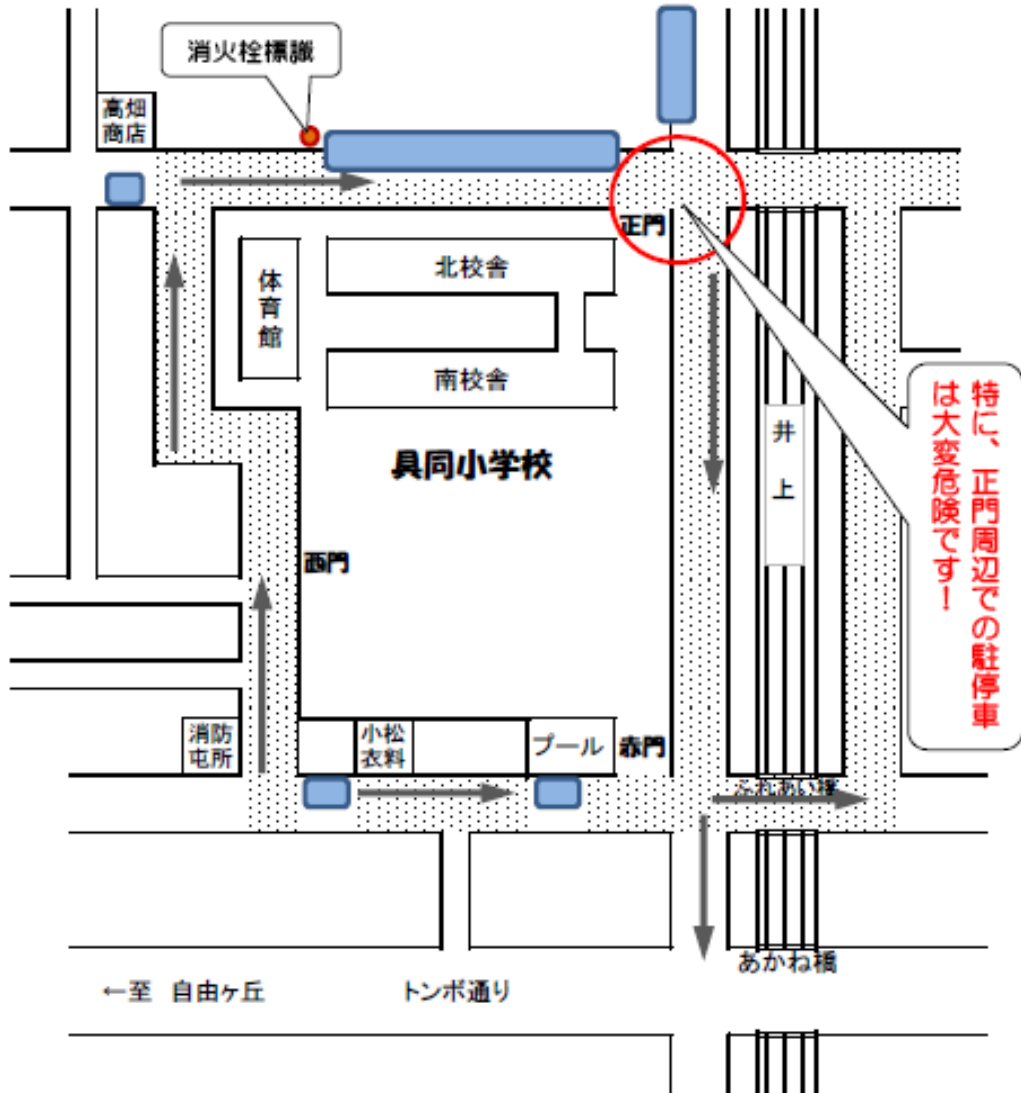 消火栓標識
高畑
商店
正門
北校舎
体育館
南校舎
具同小学校
井上
特に、正門周辺での駐停車
は大変危険です！
西門
消防
屯所
小松
衣料
プール
赤門
ふれあい橋
あかね橋
←至 自由ヶ丘
トンボ通り